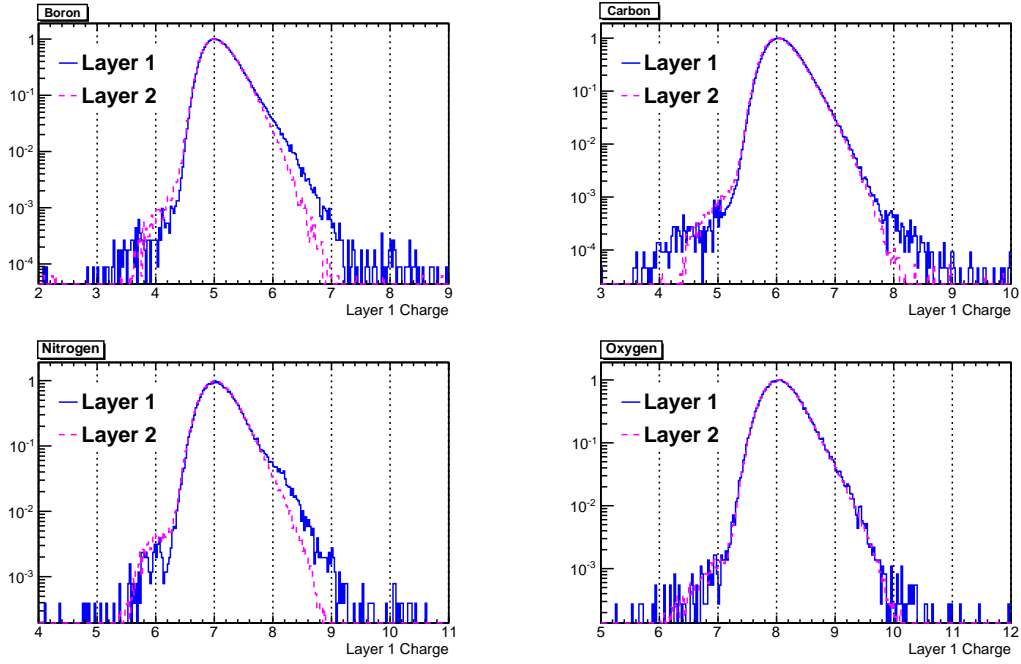 Boron
Layer 1
Layer 2
1
10⁻¹
10⁻²
10⁻³
10⁻⁴
2 3 4 5 6 7 8 9
Layer 1 Charge
Carbon
Layer 1
Layer 2
1
10⁻¹
10⁻²
10⁻³
10⁻⁴
3 4 5 6 7 8 9 10
Layer 1 Charge
Nitrogen
Layer 1
Layer 2
1
10⁻¹
10⁻²
10⁻³
4 5 6 7 8 9 10 11
Layer 1 Charge
Oxygen
Layer 1
Layer 2
1
10⁻¹
10⁻²
10⁻³
5 6 7 8 9 10 11 12
Layer 1 Charge